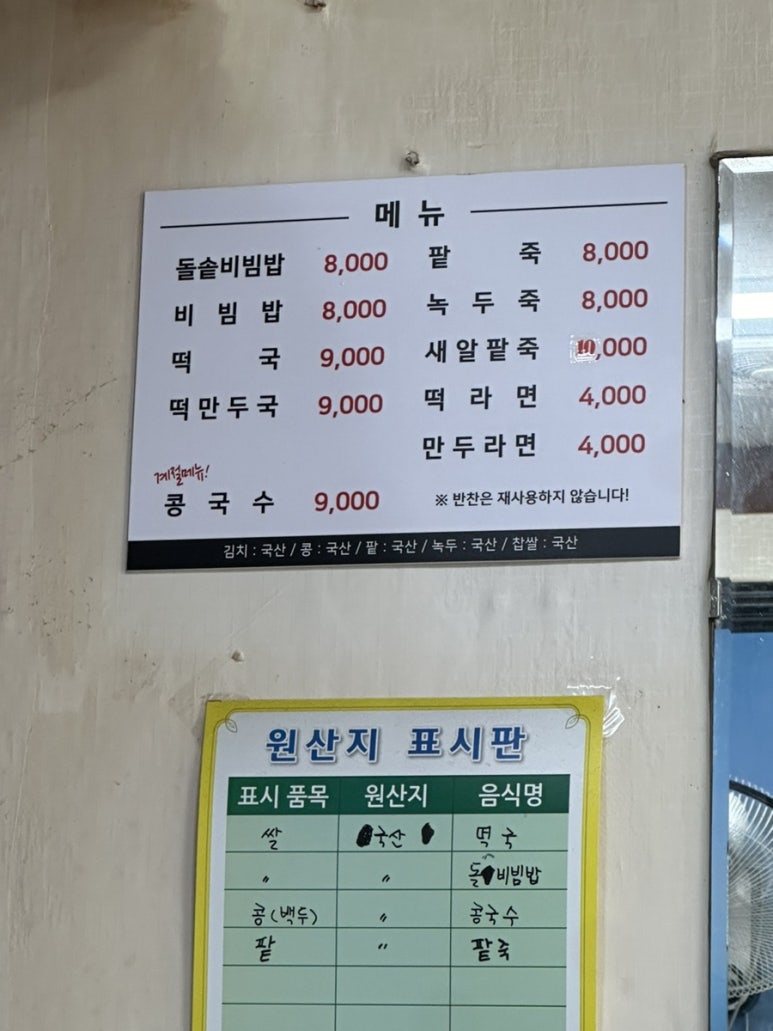 메뉴
돌솥비빔밥 8,000
비빔밥 8,000
떡국 9,000
떡만두국 9,000
계절메뉴!
콩국수 9,000
팥죽 8,000
녹두죽 8,000
새알팥죽 10,000
떡라면 4,000
만두라면 4,000
※ 반찬은 재사용하지 않습니다!
김치 : 국산 / 콩 : 국산 / 팥 : 국산 / 녹두 : 국산 / 찹쌀 : 국산
원산지 표시판
표시 품목 원산지 음식명
쌀 국산 떡국
〃 〃 돌비빔밥
콩(백두) 〃 콩국수
팥 〃 팥죽